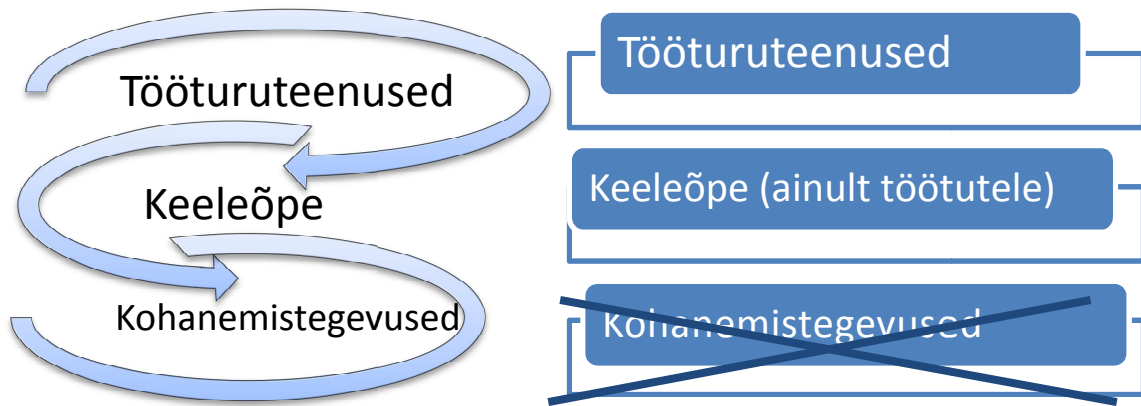 Tööturuteenused
Keeleõpe
Kohanemistegevused
Tööturuteenused
Keeleõpe (ainult töötutele)
Kohanemistegevused